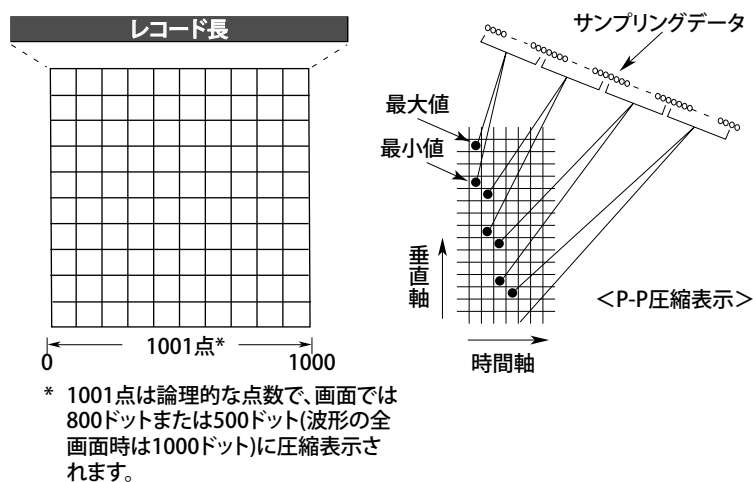 レコード長
サンプリングデータ
最大値
最小値
垂直軸
<P-P圧縮表示>
時間軸
1001点*
0
1000
* 1001点は論理的な点数で、画面では
800ドットまたは500ドット(波形の全
画面時は1000ドット)に圧縮表示さ
れます。